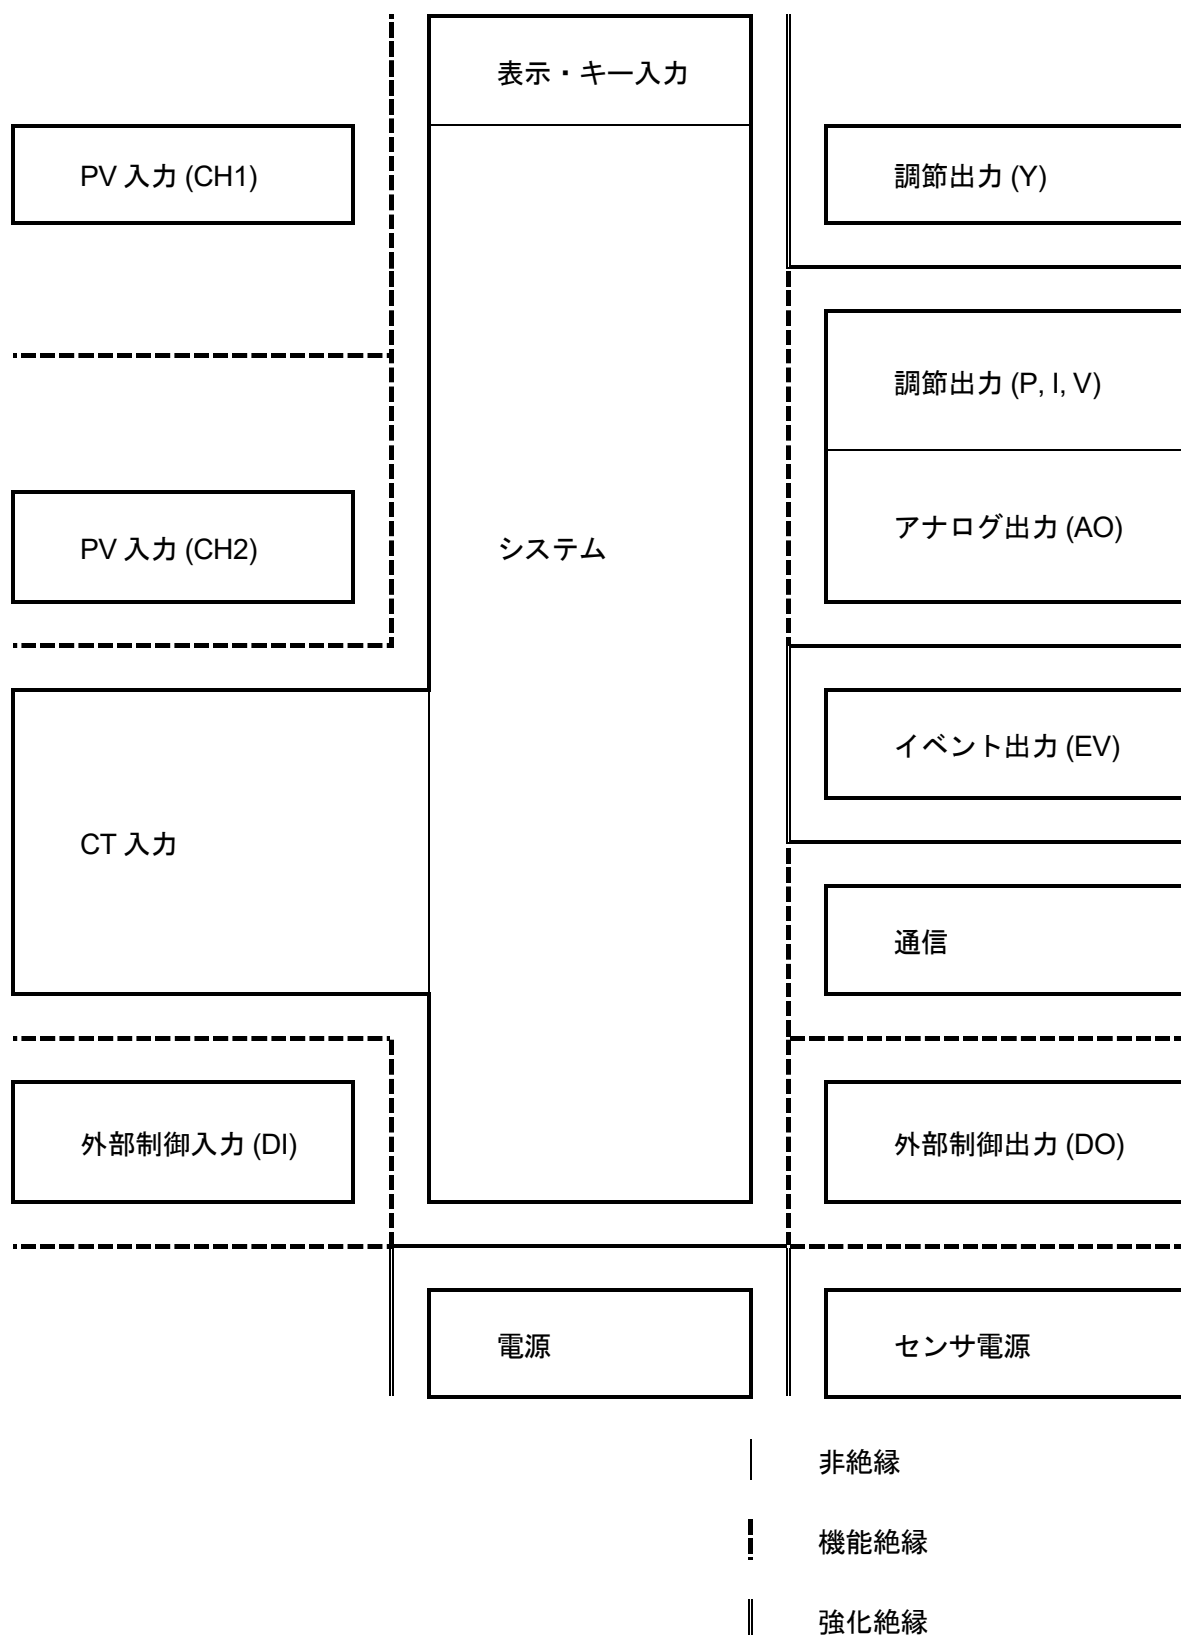 表示・キー入力
PV 入力 (CH1)
調節出力 (Y)
調節出力 (P, I, V)
アナログ出力 (AO)
PV 入力 (CH2)
システム
イベント出力 (EV)
CT 入力
通信
外部制御入力 (DI)
外部制御出力 (DO)
電源
センサ電源
非絶縁
機能絶縁
強化絶縁